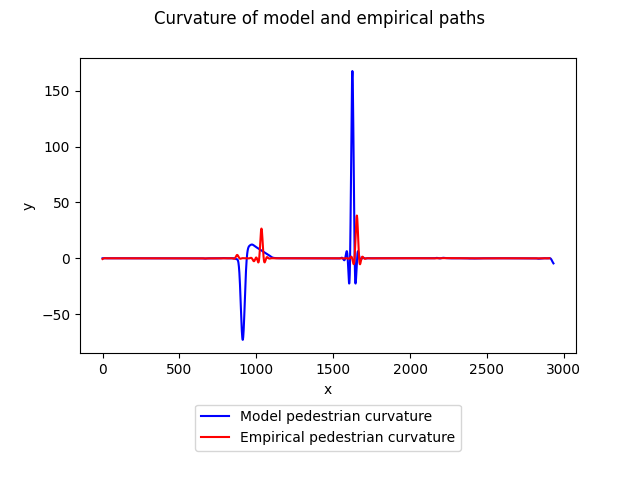 Curvature of model and empirical paths
150
100
50
0
−50
y
0 500 1000 1500 2000 2500 3000
x
Model pedestrian curvature
Empirical pedestrian curvature